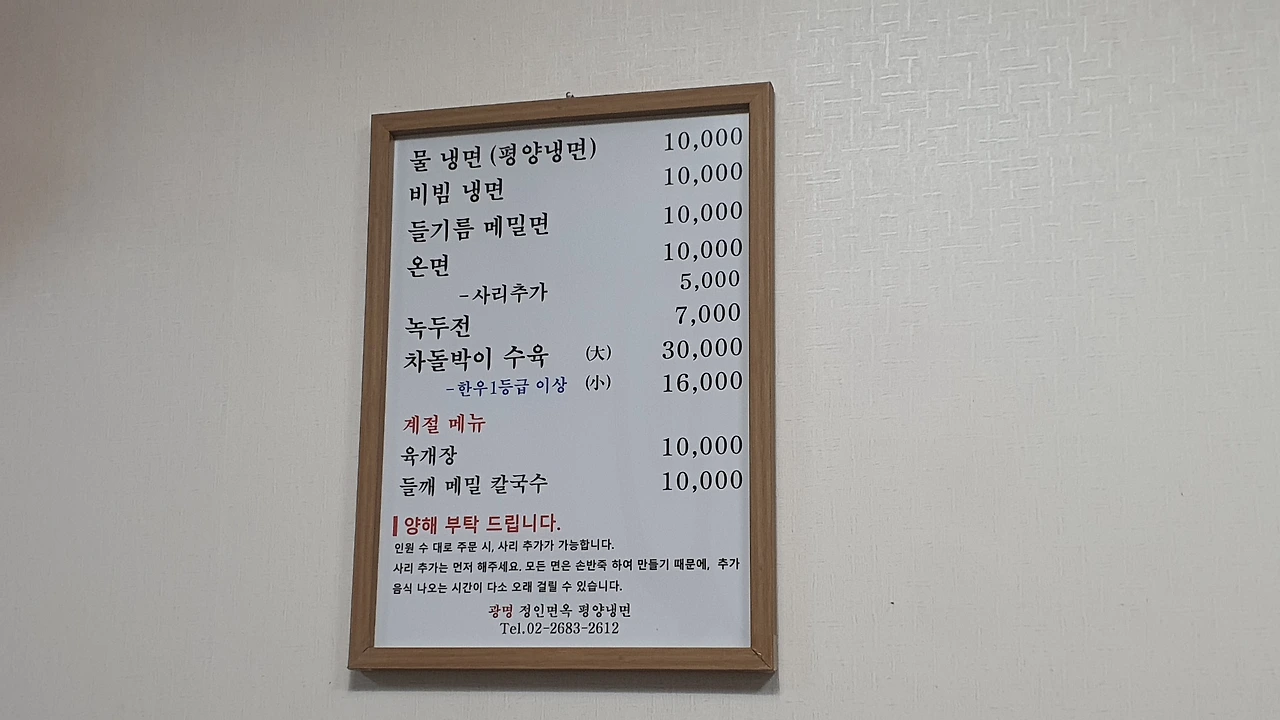 물 냉면 (평양냉면) 10,000
비빔 냉면 10,000
들기름 메밀면 10,000
온면 10,000
-사리추가 5,000
녹두전 7,000
차돌박이 수육 (大) 30,000
-한우1등급 이상 (小) 16,000
계절 메뉴
육개장 10,000
들깨 메밀 칼국수 10,000
양해 부탁 드립니다.
인원 수 대로 주문 시, 사리 추가가 가능합니다.
사리 추가는 먼저 해주세요. 모든 면은 손반죽 하여 만들기 때문에, 추가
음식 나오는 시간이 다소 오래 걸릴 수 있습니다.
광명 정인면옥 평양냉면
Tel.02-2683-2612